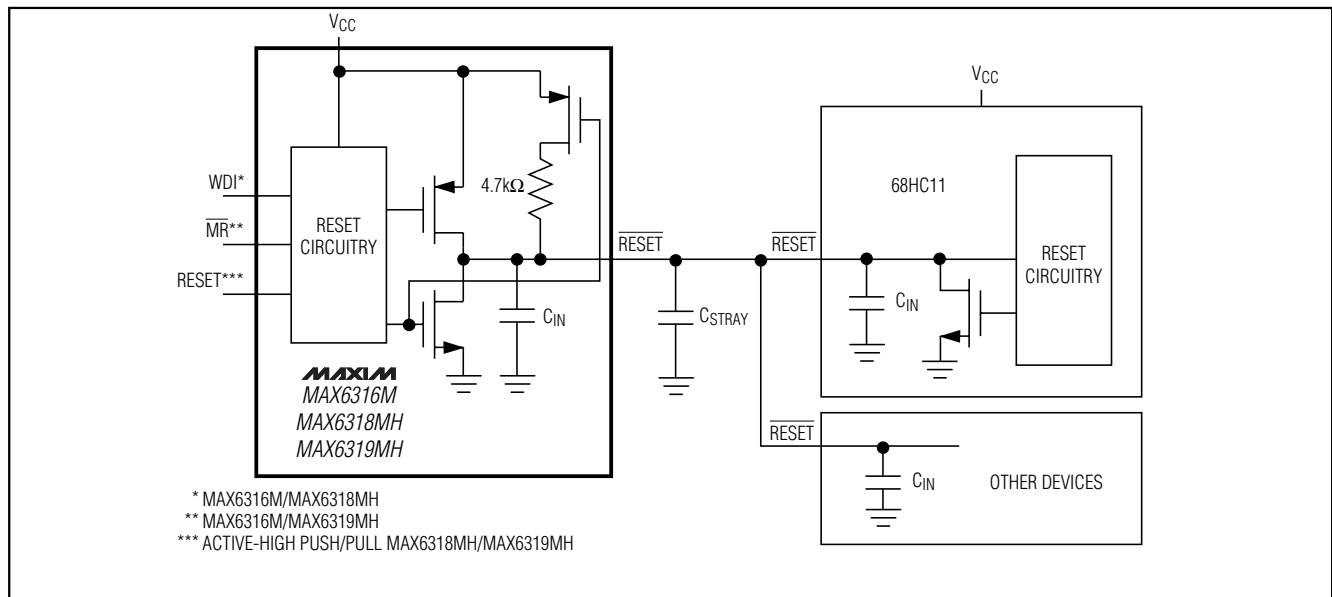 VCC
WDI*
MR**
RESET***
RESET
CIRCUITRY
4.7kΩ
CIN
MAXIM
MAX6316M
MAX6318MH
MAX6319MH
RESET
CSTRAY
RESET
VCC
68HC11
CIN
RESET
CIRCUITRY
RESET
CIN
OTHER DEVICES
* MAX6316M/MAX6318MH
** MAX6316M/MAX6319MH
*** ACTIVE-HIGH PUSH/PULL MAX6318MH/MAX6319MH